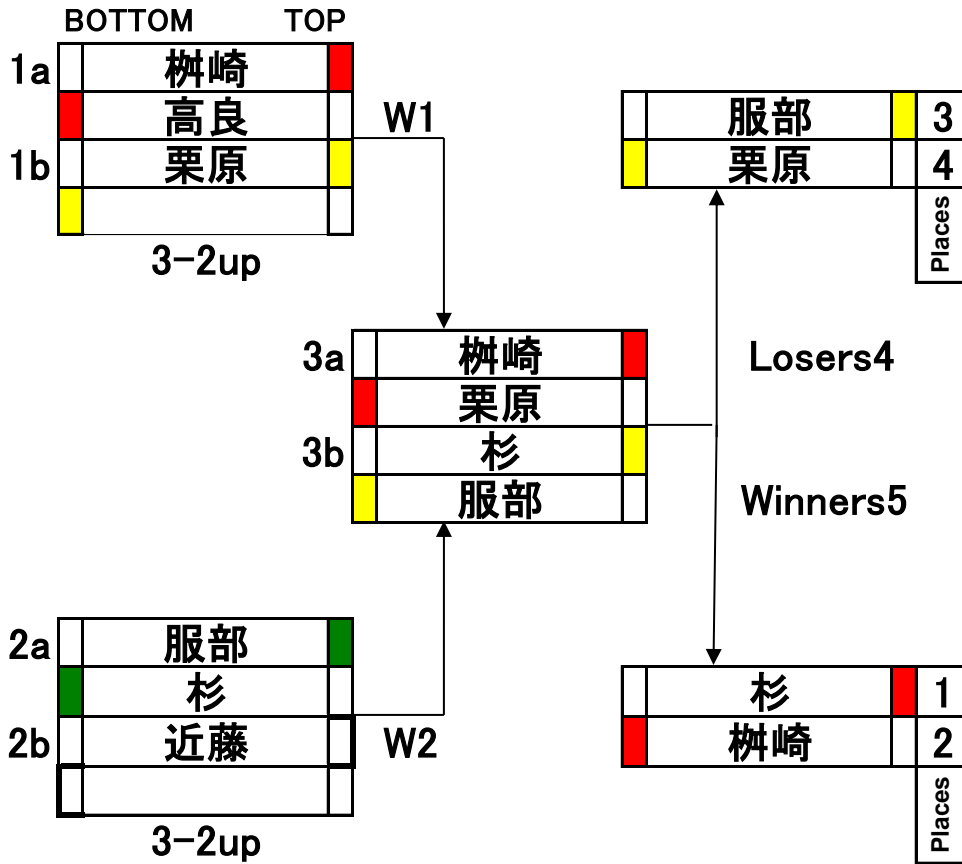 BOTTOM TOP
1a 桝崎
高良
1b 栗原
3-2up
W1
服部 3
栗原 4
Places
3a 桝崎
栗原
3b 杉
服部
Losers4
Winners5
2a 服部
杉
2b 近藤
3-2up
W2
杉 1
桝崎 2
Places